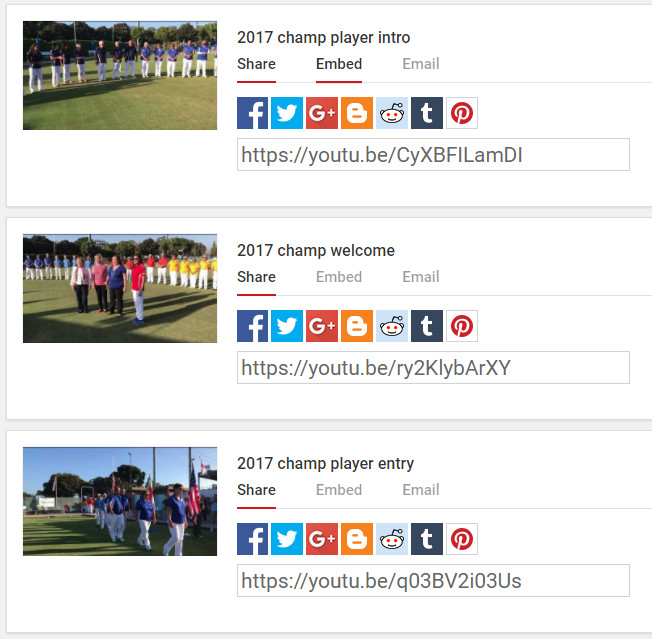 2017 champ player intro
Share Embed Email
https://youtu.be/CyXBFILamDI
2017 champ welcome
Share Embed Email
https://youtu.be/ry2KlybArXY
2017 champ player entry
Share Embed Email
https://youtu.be/q03BV2i03Us